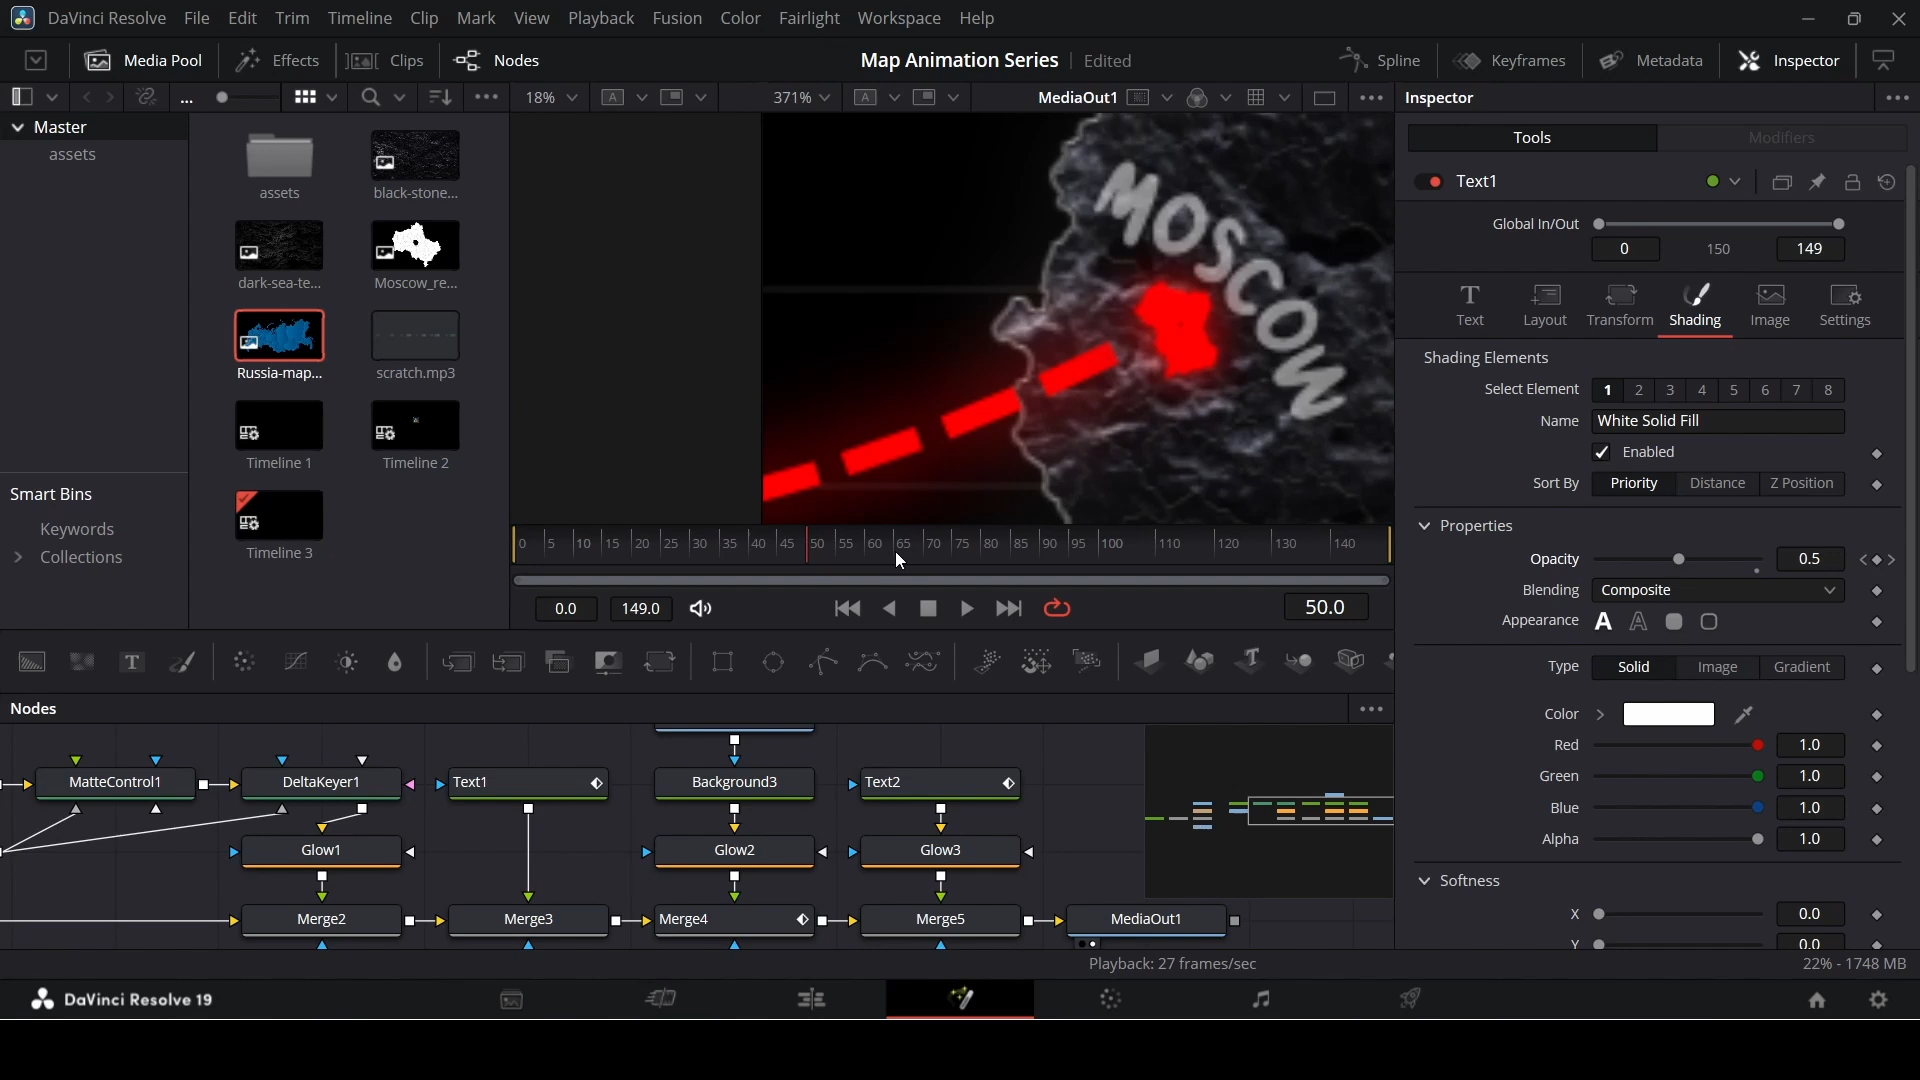 DaVinci Resolve File Edit Trim Timeline Clip Mark View Playback Fusion Color Fairlight Workspace Help
Media Pool Effects Clips Nodes Map Animation Series Edited Spline Keyframes Metadata Inspector
... 18% A 371% A MediaOut1 Inspector
Master
assets
assets
black-stone...
dark-sea-te...
Moscow_re...
Russia-map...
scratch.mp3
Timeline 1
Timeline 2
Timeline 3
Smart Bins
Keywords
Collections
MOSCOW
0 5 10 15 20 25 30 35 40 45 50 55 60 65 70 75 80 85 90 95 100 110 120 130 140
0.0 149.0 50.0
T
T
Tools Modifiers
Text1
Global In/Out
0 150 149
T
Text Layout Transform Shading Image Settings
Shading Elements
Select Element 1 2 3 4 5 6 7 8
Name White Solid Fill
Enabled
Sort By Priority Distance Z Position
Properties
Opacity 0.5
Blending Composite
Appearance A A
Type Solid Image Gradient
Color
Red 1.0
Green 1.0
Blue 1.0
Alpha 1.0
Softness
X 0.0
Y 0.0
Nodes
MatteControl1 DeltaKeyer1 Text1 Background3 Text2
Glow1 Glow2 Glow3
Merge2 Merge3 Merge4 Merge5 MediaOut1
Playback: 27 frames/sec 22% - 1748 MB
DaVinci Resolve 19